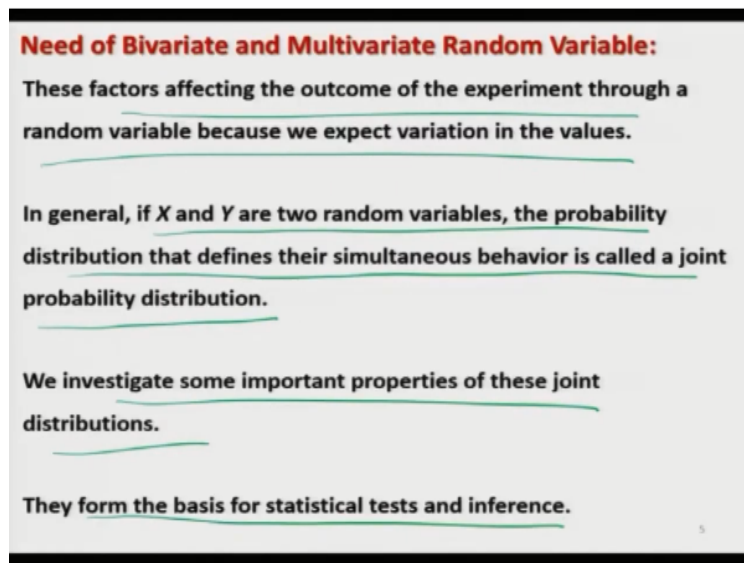 Need of Bivariate and Multivariate Random Variable:
These factors affecting the outcome of the experiment through a
random variable because we expect variation in the values.
In general, if X and Y are two random variables, the probability
distribution that defines their simultaneous behavior is called a joint
probability distribution.
We investigate some important properties of these joint
distributions.
They form the basis for statistical tests and inference.
5